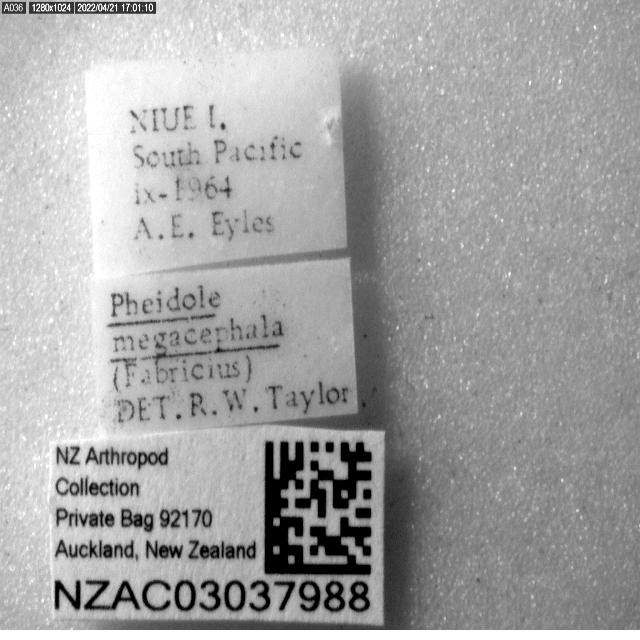 A036 1280x1024 2022/04/21 17:01:10
NIUE I.
South Pacific
ix-1964
A.E. Eyles
Pheidole
megacephala
(Fabricius)
DET. R. W. Taylor.
NZ Arthropod
Collection
Private Bag 92170
Auckland, New Zealand
NZAC03037988